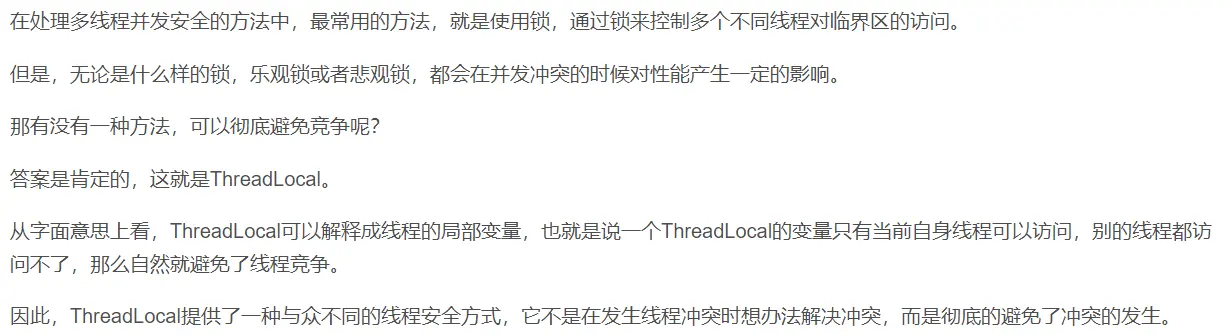 在处理多线程并发安全的方法中，最常用的方法，就是使用锁，通过锁来控制多个不同线程对临界区的访问。
但是，无论是什么样的锁，乐观锁或者悲观锁，都会在并发冲突的时候对性能产生一定的影响。
那有没有一种方法，可以彻底避免竞争呢？
答案是肯定的，这就是ThreadLocal。
从字面意思上看，ThreadLocal可以解释成线程的局部变量，也就是说一个ThreadLocal的变量只有当前自身线程可以访问，别的线程都访
问不了，那么自然就避免了线程竞争。
因此，ThreadLocal提供了一种与众不同的线程安全方式，它不是在发生线程冲突时想办法解决冲突，而是彻底的避免了冲突的发生。